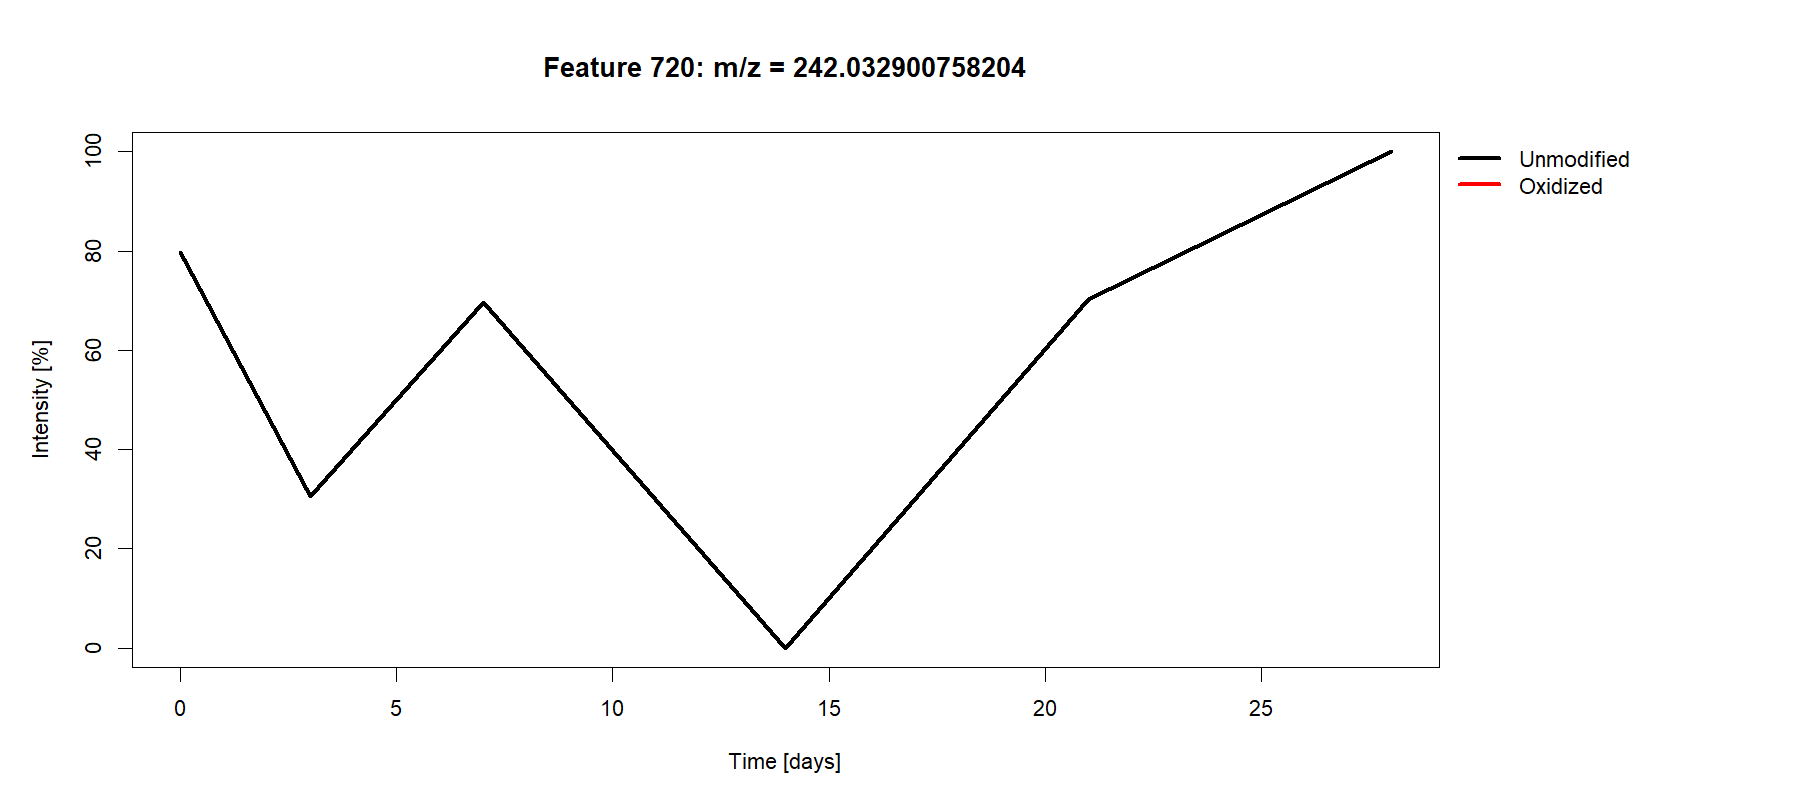 Feature 720: m/z = 242.032900758204
Unmodified
Oxidized
Intensity [%]
100
80
60
40
20
0
0 5 10 15 20 25
Time [days]